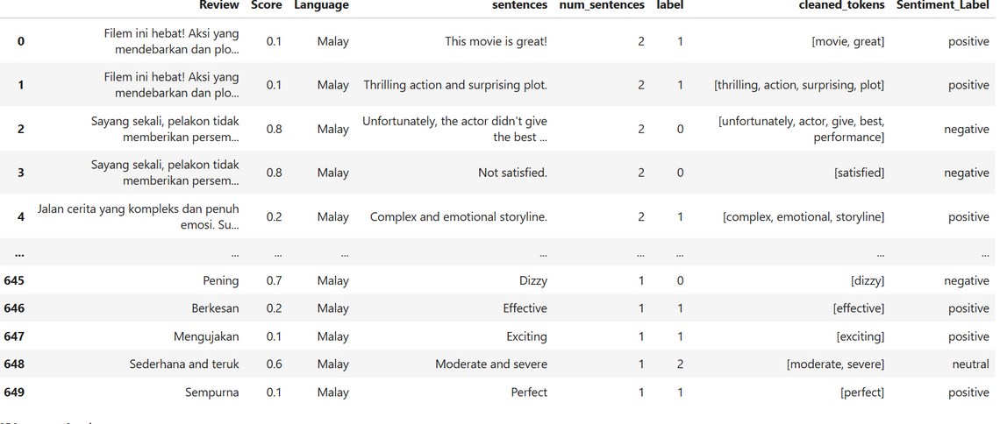 Review Score Language sentences num_sentences label cleaned_tokens Sentiment_Label
0 Filem ini hebat! Aksi yang mendebarkan dan plo... 0.1 Malay This movie is great! 2 1 [movie, great] positive
1 Filem ini hebat! Aksi yang mendebarkan dan plo... 0.1 Malay Thrilling action and surprising plot. 2 1 [thrilling, action, surprising, plot] positive
2 Sayang sekali, pelakon tidak memberikan persem... 0.8 Malay Unfortunately, the actor didn't give the best ... 2 0 [unfortunately, actor, give, best, performance] negative
3 Sayang sekali, pelakon tidak memberikan persem... 0.8 Malay Not satisfied. 2 0 [satisfied] negative
4 Jalan cerita yang kompleks dan penuh emosi. Su... 0.2 Malay Complex and emotional storyline. 2 1 [complex, emotional, storyline] positive
... ... ... ... ... ... ... ... ...
645 Pening 0.7 Malay Dizzy 1 0 [dizzy] negative
646 Berkesan 0.2 Malay Effective 1 1 [effective] positive
647 Mengujakan 0.1 Malay Exciting 1 1 [exciting] positive
648 Sederhana and teruk 0.6 Malay Moderate and severe 1 2 [moderate, severe] neutral
649 Sempurna 0.1 Malay Perfect 1 1 [perfect] positive